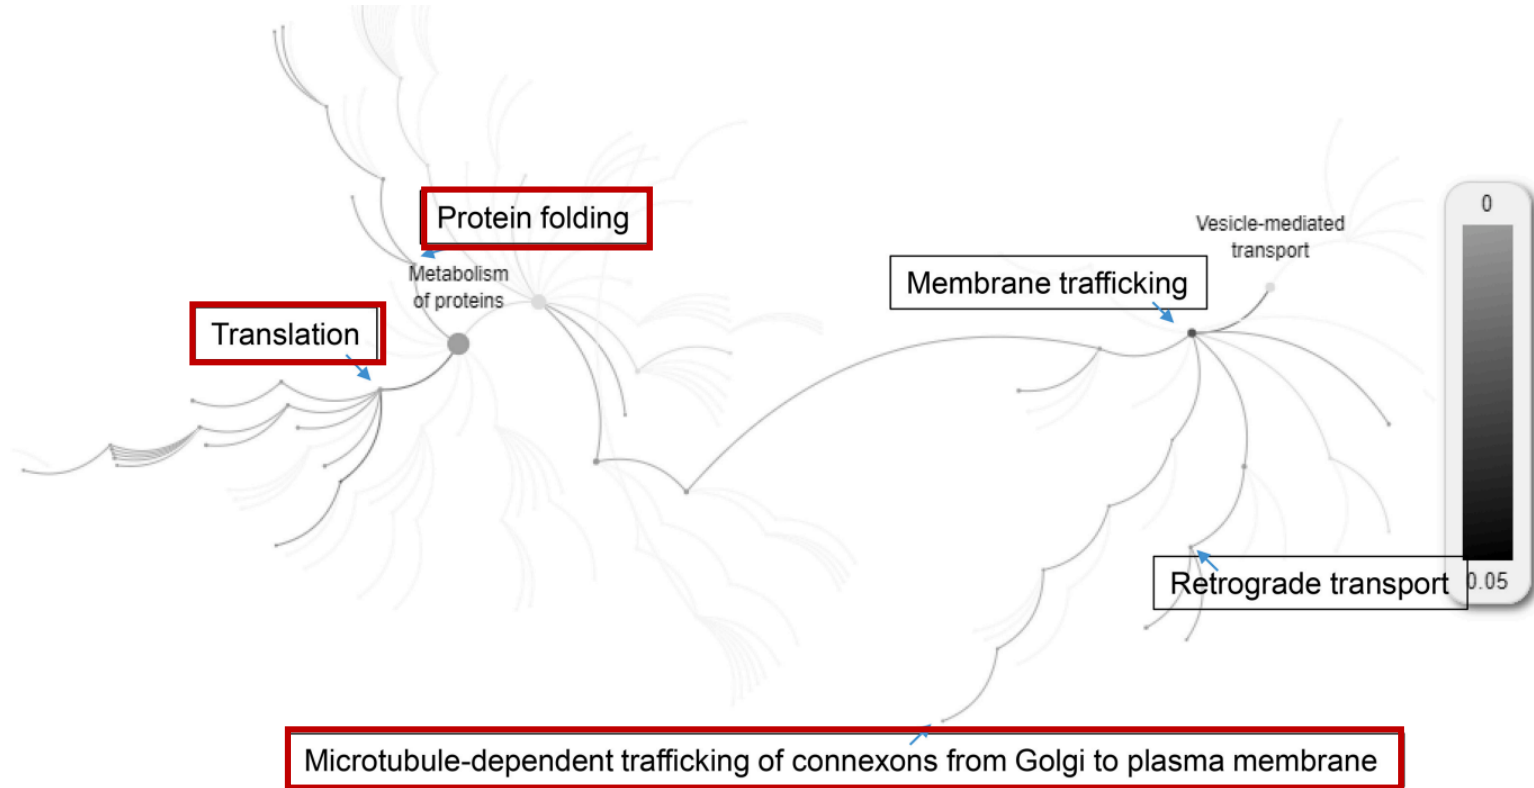 Protein folding
Metabolism
of proteins
Translation
Vesicle-mediated
transport
Membrane trafficking
Retrograde transport
Microtubule-dependent trafficking of connexons from Golgi to plasma membrane
0
0.05